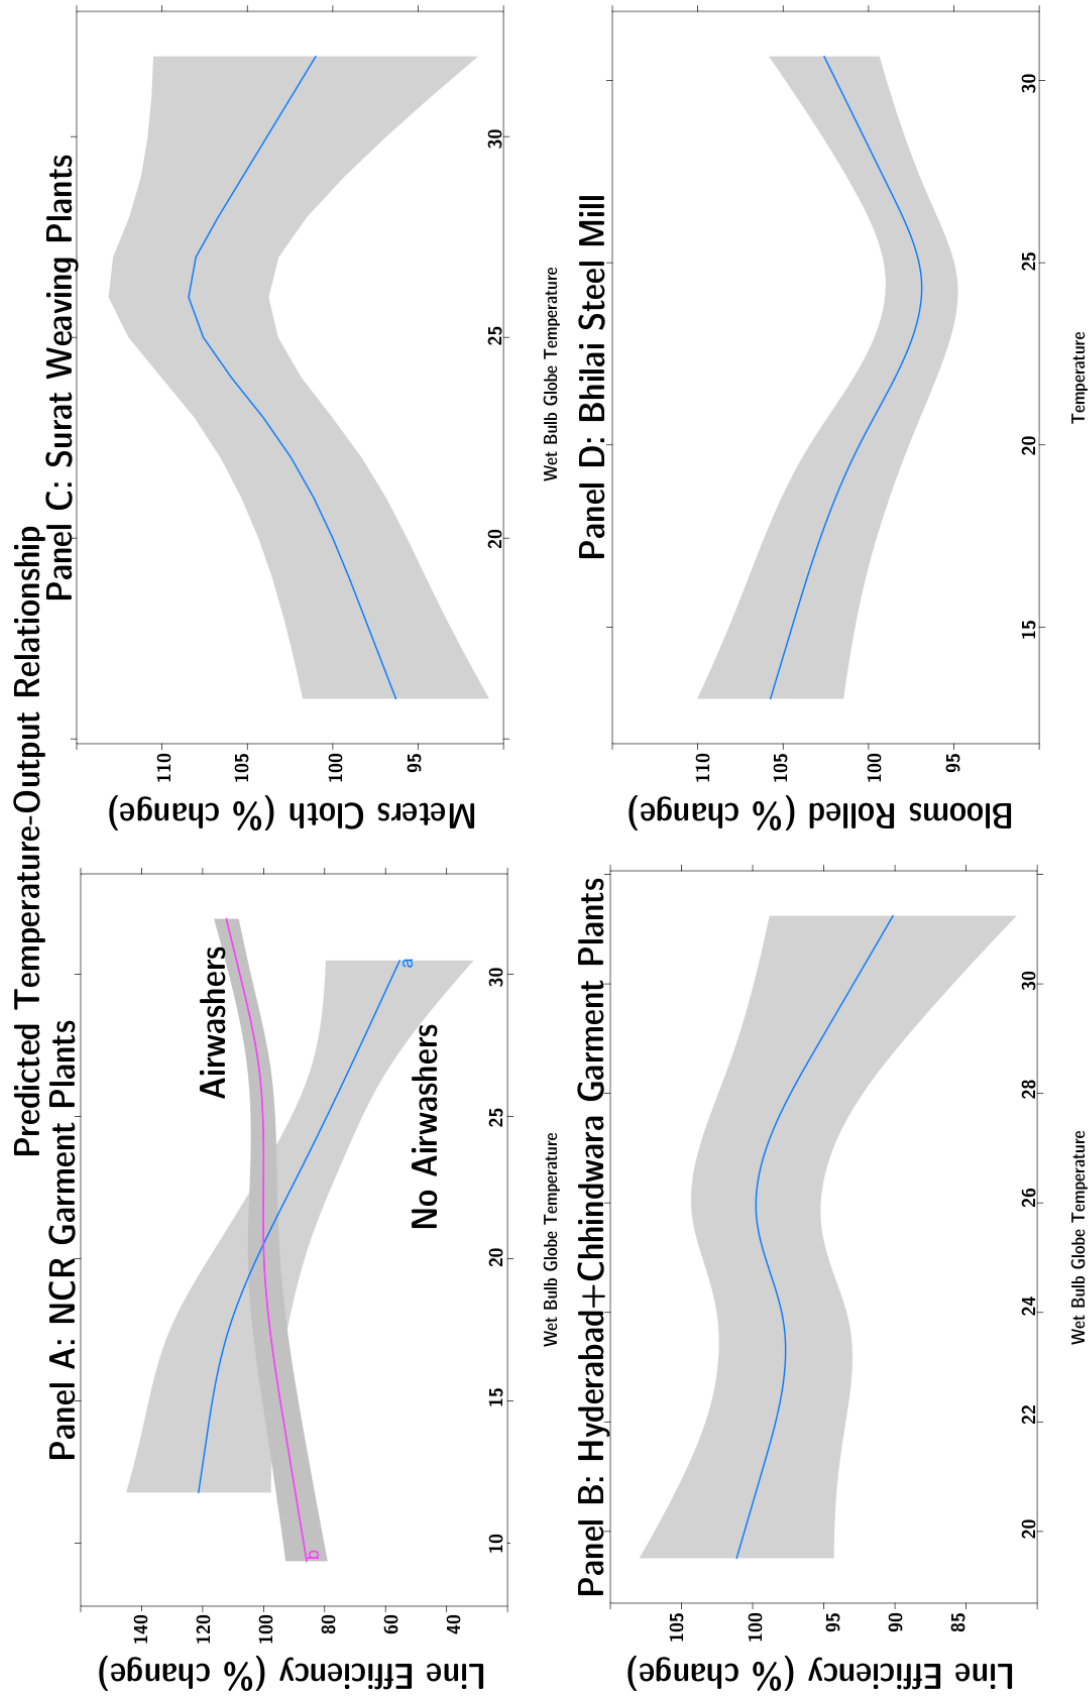 Predicted Temperature-Output Relationship
Panel A: NCR Garment Plants
Line Efficiency (% change)
140
120
100
80
60
40
10
15
20
25
30
Airwashers
No Airwashers
a
b
Wet Bulb Globe Temperature
Panel C: Surat Weaving Plants
Meters Cloth (% change)
110
105
100
95
20
25
30
Wet Bulb Globe Temperature
Panel B: Hyderabad+Chhindwara Garment Plants
Line Efficiency (% change)
105
100
95
90
85
20
22
24
26
28
30
Wet Bulb Globe Temperature
Panel D: Bhilai Steel Mill
Blooms Rolled (% change)
110
105
100
95
15
20
25
30
Temperature